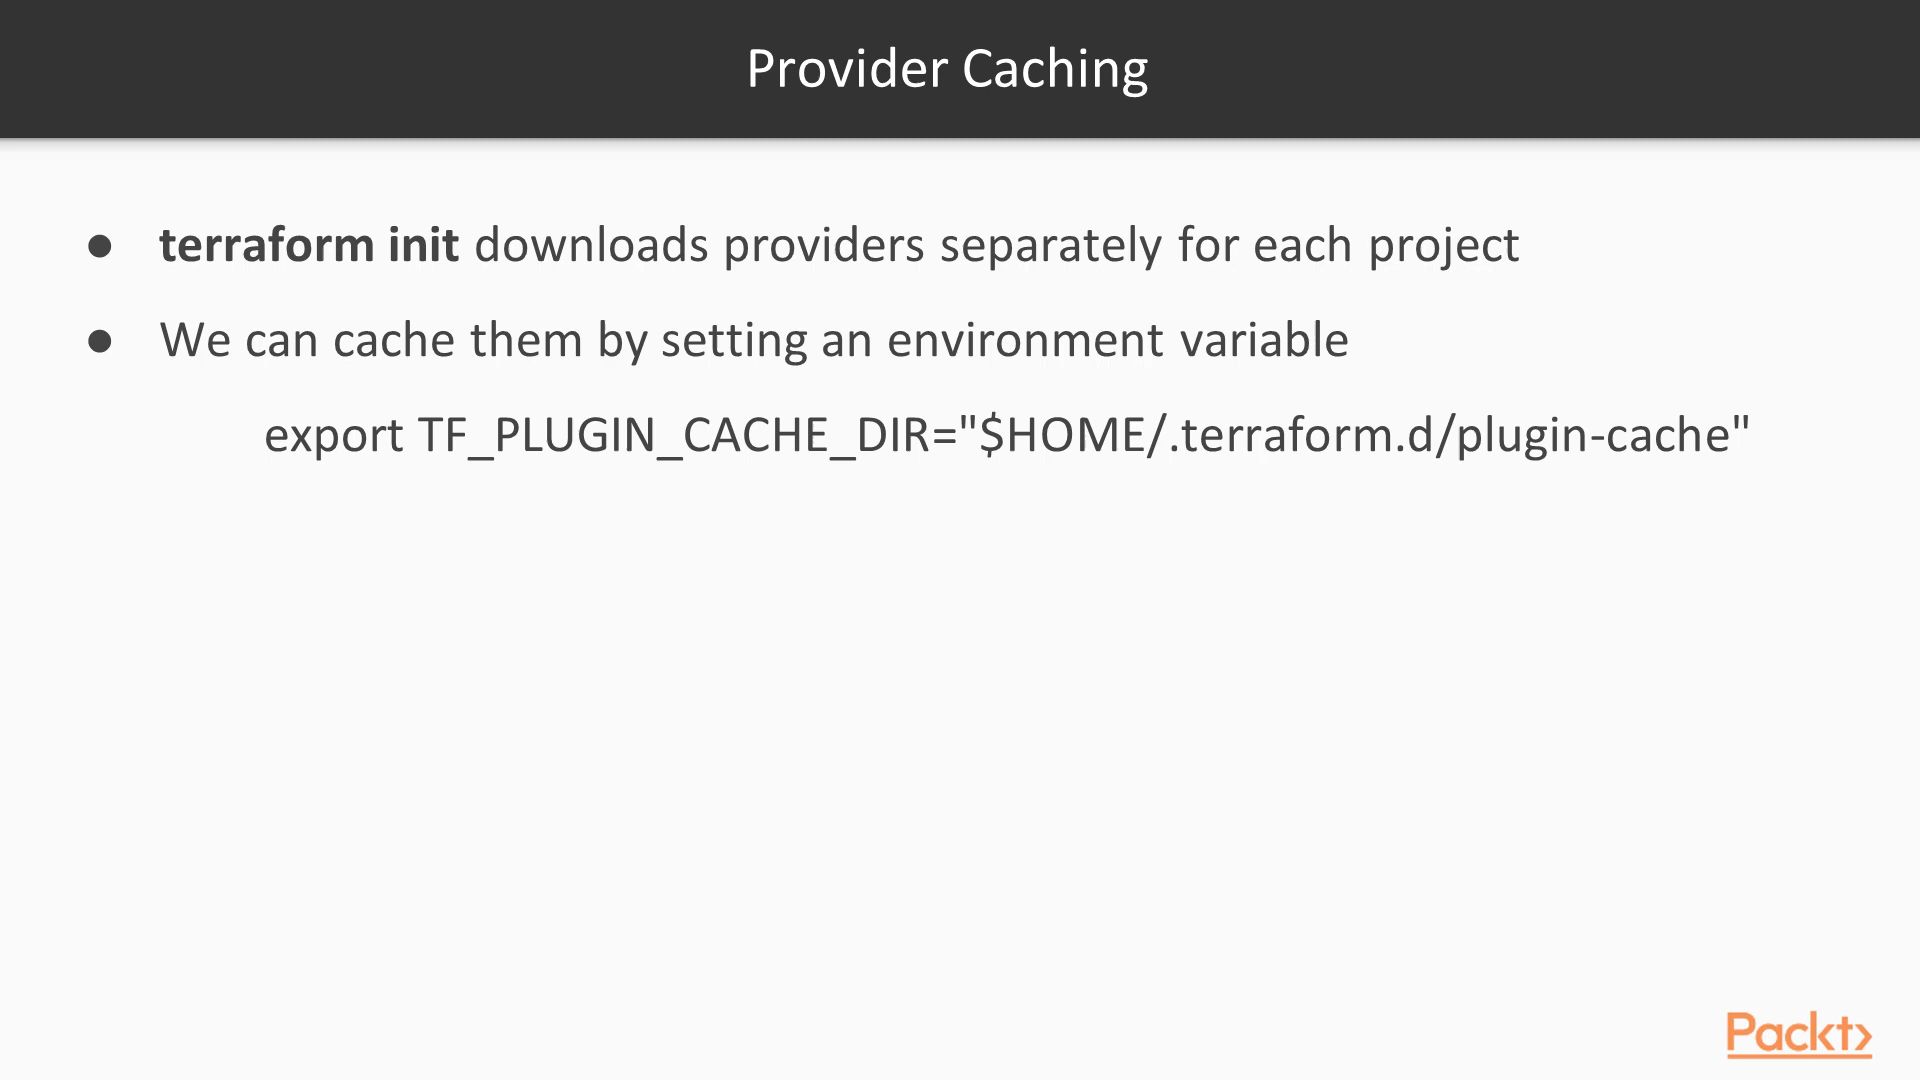 Provider Caching
● terraform init downloads providers separately for each project
● We can cache them by setting an environment variable
export TF_PLUGIN_CACHE_DIR="$HOME/.terraform.d/plugin-cache"
Packt>